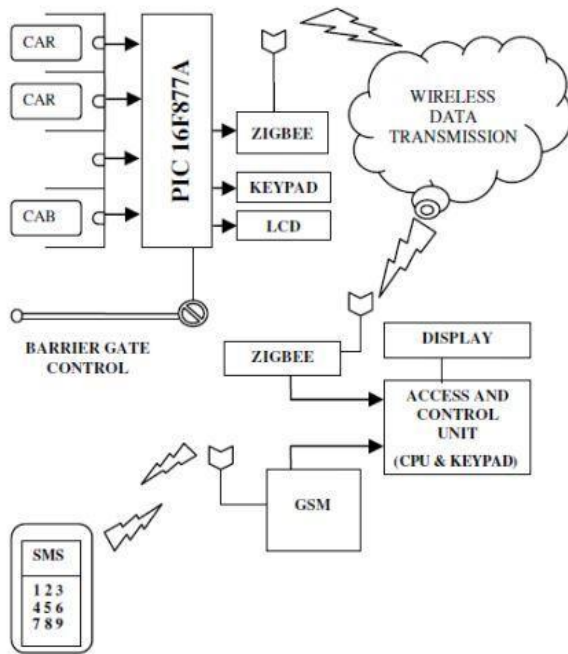 CAR
CAR
CAB
PIC 16F877A
ZIGBEE
KEYPAD
LCD
WIRELESS
DATA
TRANSMISSION
BARRIER GATE
CONTROL
ZIGBEE
DISPLAY
ACCESS AND
CONTROL
UNIT
(CPU & KEYPAD)
GSM
SMS
1 2 3
4 5 6
7 8 9